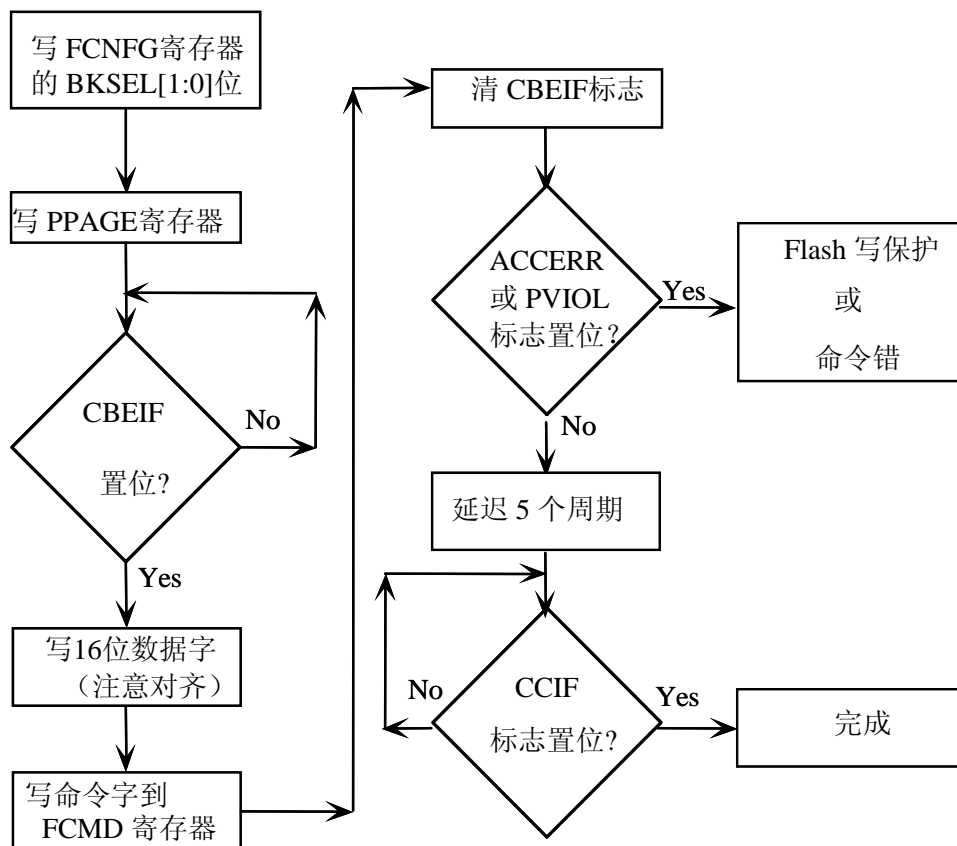 写 FCNFG寄存器
的 BKSEL[1:0]位
写 PPAGE寄存器
CBEIF
置位?
No
Yes
写16位数据字
（注意对齐）
写命令字到
FCMD 寄存器
清 CBEIF标志
ACCERR
或 PVIOL
标志置位?
Yes
No
Flash 写保护
或
命令错
延迟 5 个周期
CCIF
标志置位?
No
Yes
完成